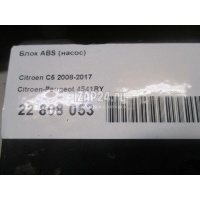 Блок ABS (насос)
Citroen C5 2008-2017
Citroen-Peugeot 4541RY
22 808 053